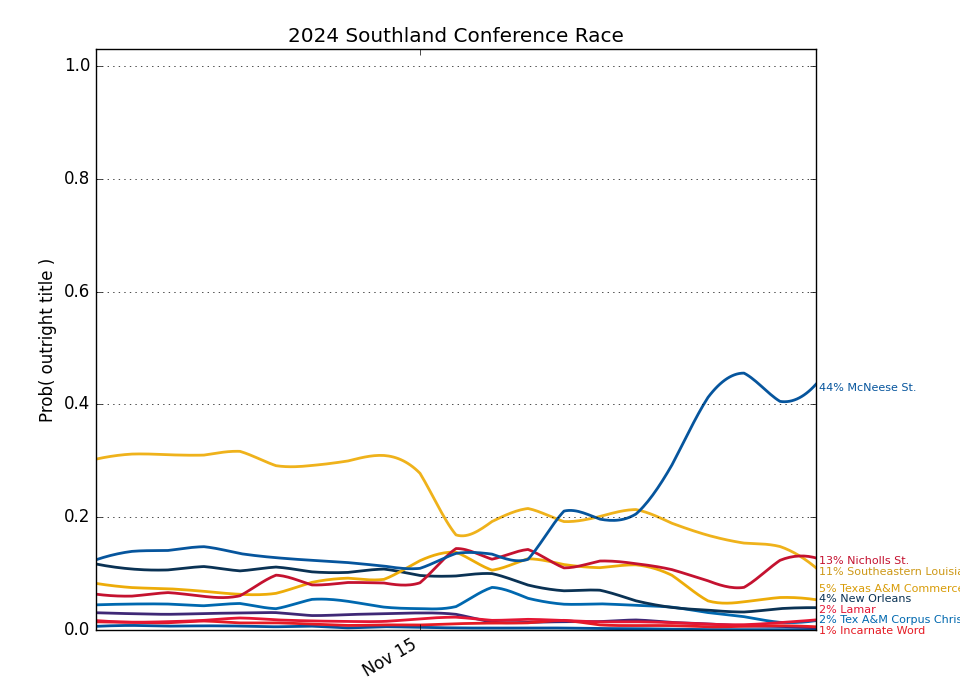 2024 Southland Conference Race
Prob( outright title )
1.0
0.8
0.6
0.4
0.2
0.0
Nov 15
44% McNeese St.
13% Nicholls St.
11% Southeastern Louisia
5% Texas A&M Commerce
4% New Orleans
2% Lamar
2% Tex A&M Corpus Chris
1% Incarnate Word